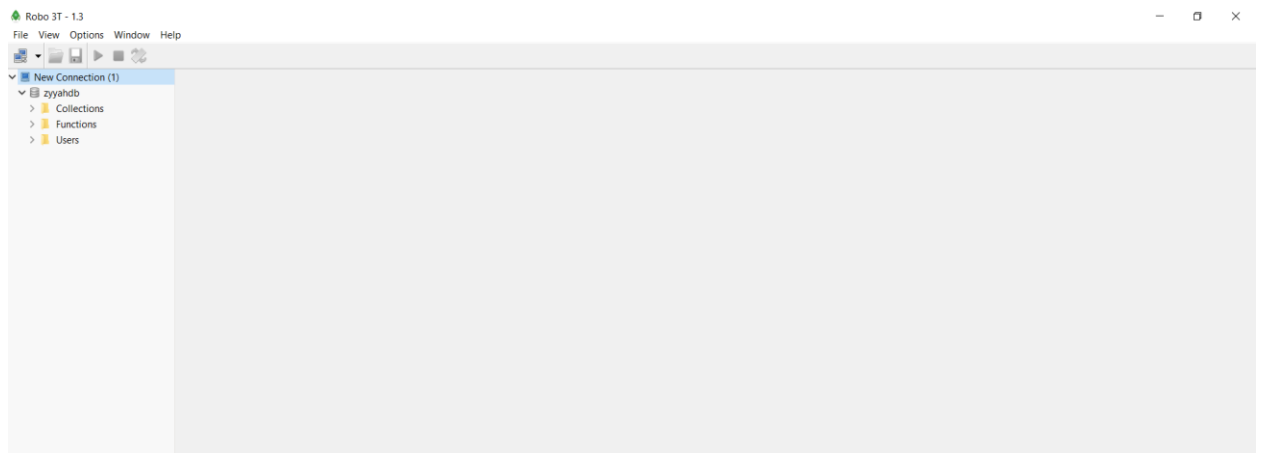 Robo 3T - 1.3
File View Options Window Help
New Connection (1)
zyyahdb
Collections
Functions
Users